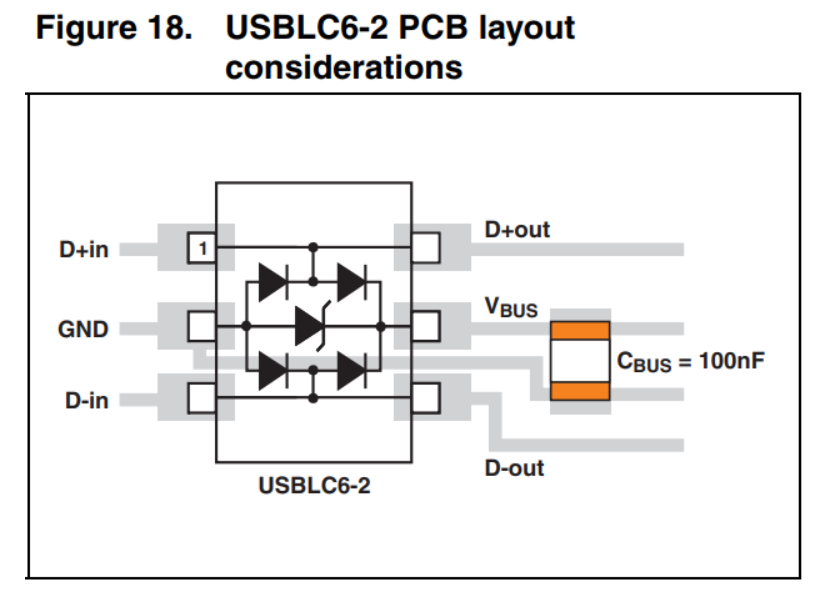 Figure 18. USBLC6-2 PCB layout
considerations
D+in
1
D+out
GND
VBUS
CBUS = 100nF
D-in
D-out
USBLC6-2